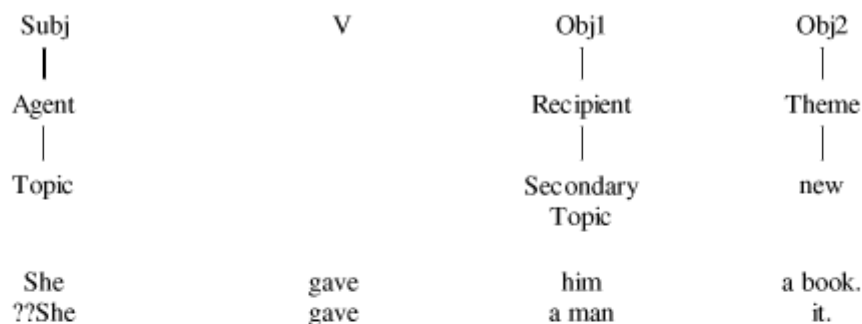 Subj V Obj1 Obj2
Agent Recipient Theme
Topic Secondary new
Topic
She gave him a book.
??She gave a man it.